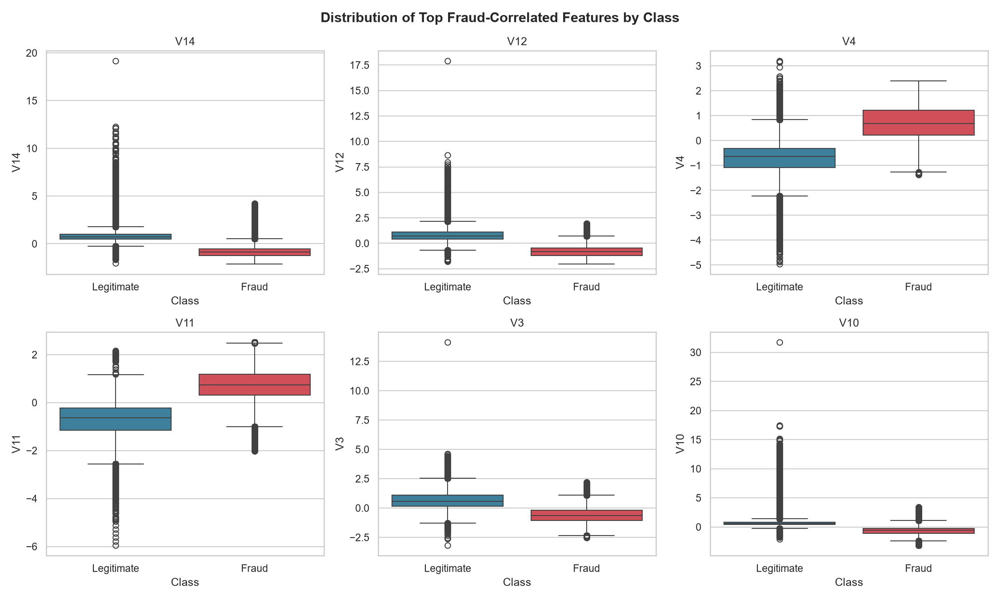 Distribution of Top Fraud-Correlated Features by Class
V14
V12
V4
20
15
10
5
0
V14
Legitimate Fraud
Class
17.5
15.0
12.5
10.0
7.5
5.0
2.5
0.0
−2.5
V12
Legitimate Fraud
Class
3
2
1
0
−1
−2
−3
−4
−5
V4
Legitimate Fraud
Class
V11
V3
V10
2
0
−2
−4
−6
V11
Legitimate Fraud
Class
12.5
10.0
7.5
5.0
2.5
0.0
−2.5
V3
Legitimate Fraud
Class
30
25
20
15
10
5
0
V10
Legitimate Fraud
Class